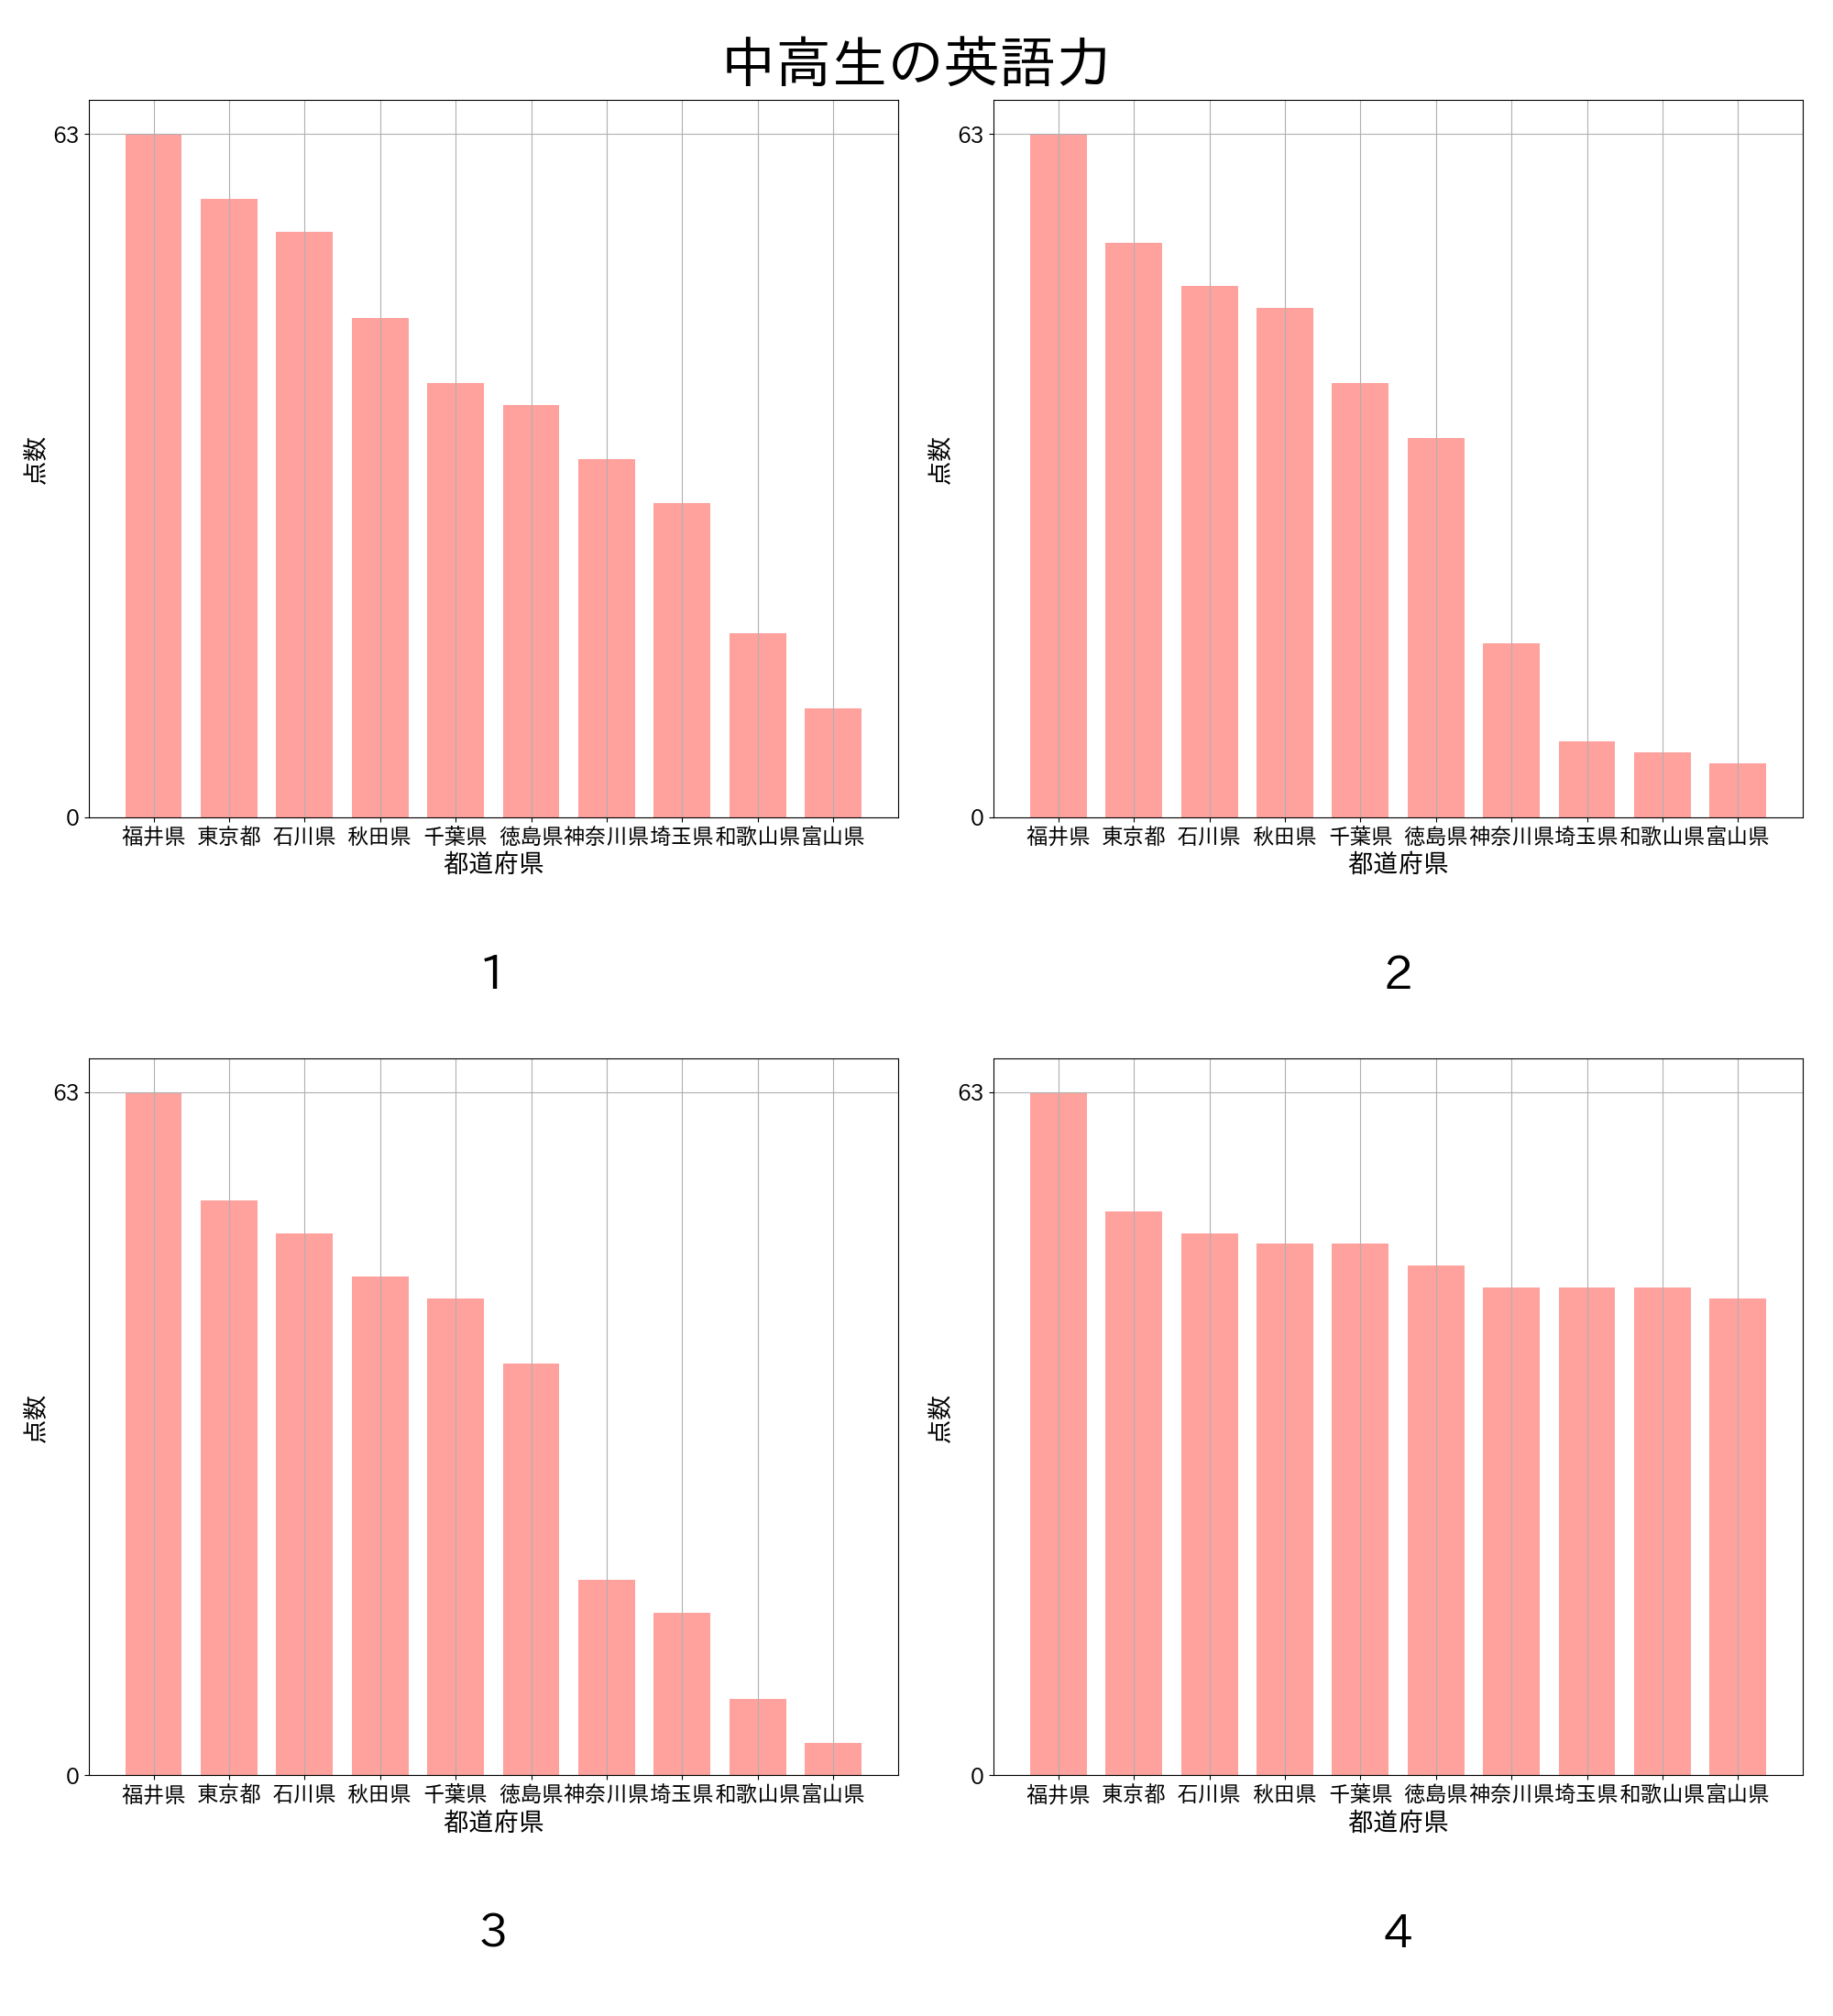 中高生の英語力
63
0
点数
福井県 東京都 石川県 秋田県 千葉県 徳島県 神奈川県 埼玉県 和歌山県 富山県
都道府県
1
63
0
点数
福井県 東京都 石川県 秋田県 千葉県 徳島県 神奈川県 埼玉県 和歌山県 富山県
都道府県
2
63
0
点数
福井県 東京都 石川県 秋田県 千葉県 徳島県 神奈川県 埼玉県 和歌山県 富山県
都道府県
3
63
0
点数
福井県 東京都 石川県 秋田県 千葉県 徳島県 神奈川県 埼玉県 和歌山県 富山県
都道府県
4